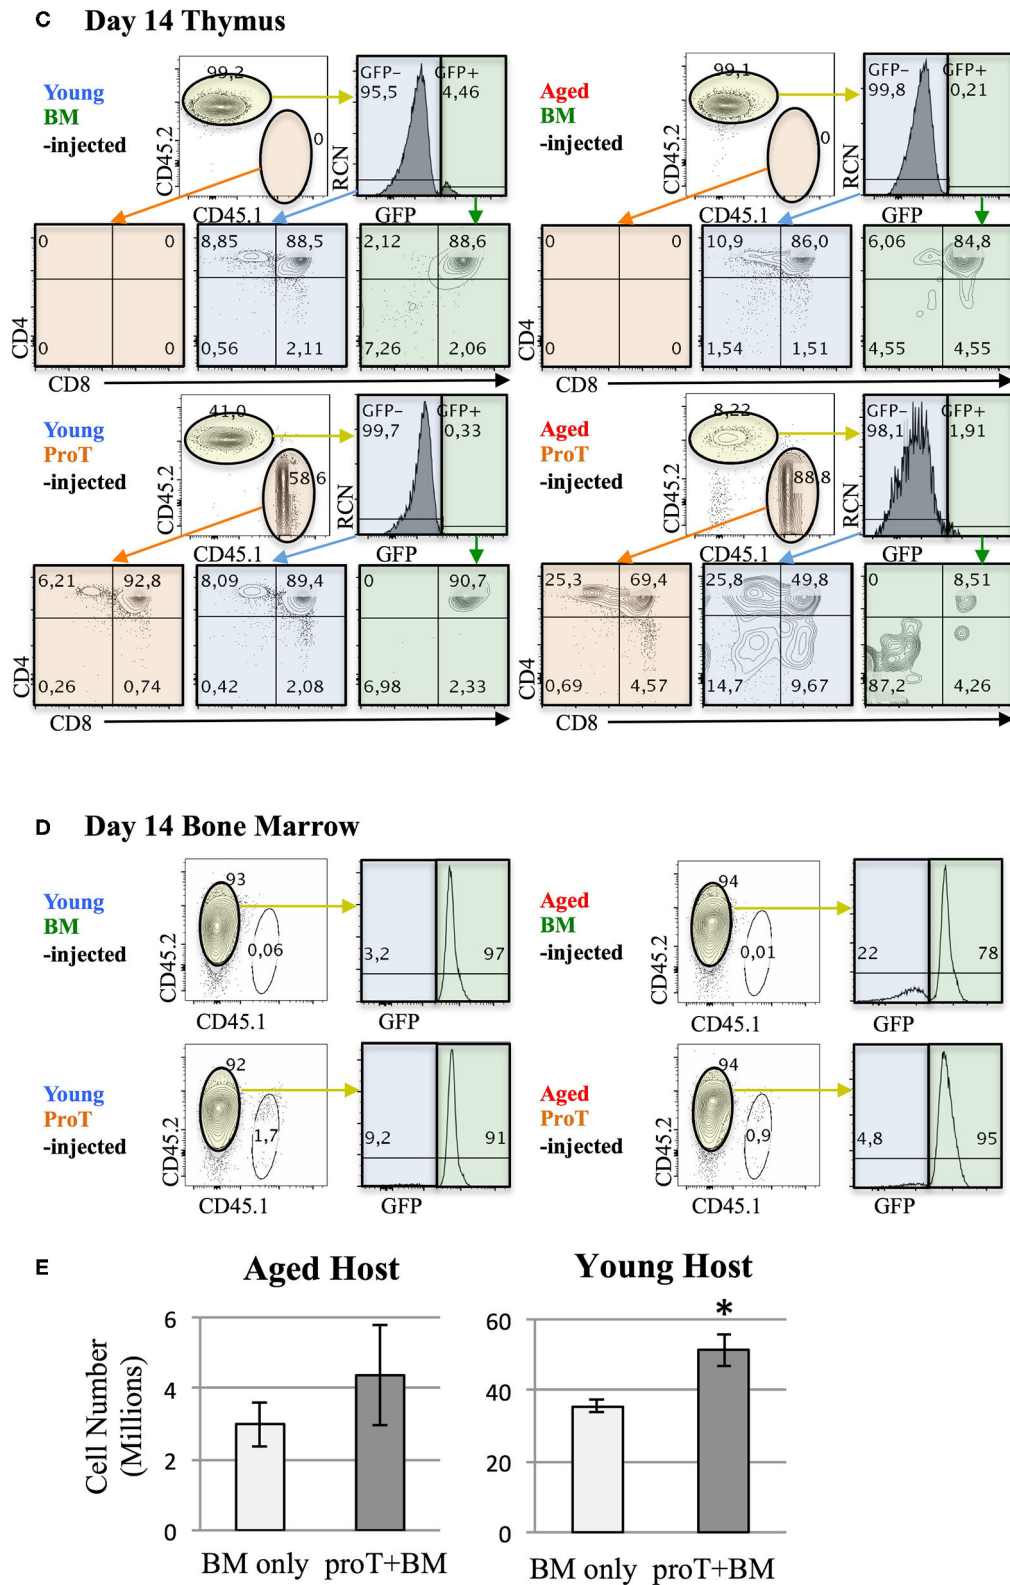 C Day 14 Thymus
Young
BM
-injected
99,2
0
CD45.2
CD45.1
GFP- GFP+
95,5 4,46
RCN
GFP
Aged
BM
-injected
99,1
0
CD45.2
CD45.1
GFP- GFP+
99,8 0,21
RCN
GFP
0 0
0 0
8,85 88,5
0,56 2,11
2,12 88,6
7,26 2,06
CD4
CD8
0 0
0 0
10,9 86,0
1,54 1,51
6,06 84,8
4,55 4,55
CD4
CD8
Young
ProT
-injected
41,0
58,6
CD45.2
CD45.1
GFP- GFP+
99,7 0,33
RCN
GFP
Aged
ProT
-injected
8,22
88,8
CD45.2
CD45.1
GFP- GFP+
98,1 1,91
RCN
GFP
6,21 92,8
0,26 0,74
8,09 89,4
0,42 2,08
0 90,7
6,98 2,33
CD4
CD8
25,3 69,4
0,69 4,57
25,8 49,8
14,7 9,67
0 8,51
87,2 4,26
CD4
CD8
D Day 14 Bone Marrow
Young
BM
-injected
93
0,06
CD45.2
CD45.1
3,2 97
GFP
Aged
BM
-injected
94
0,01
CD45.2
CD45.1
22 78
GFP
Young
ProT
-injected
92
1,7
CD45.2
CD45.1
9,2 91
GFP
Aged
ProT
-injected
94
0,9
CD45.2
CD45.1
4,8 95
GFP
E
Aged Host
Cell Number
(Millions)
6
4
2
0
BM only proT+BM
Young Host
*
60
40
20
0
BM only proT+BM